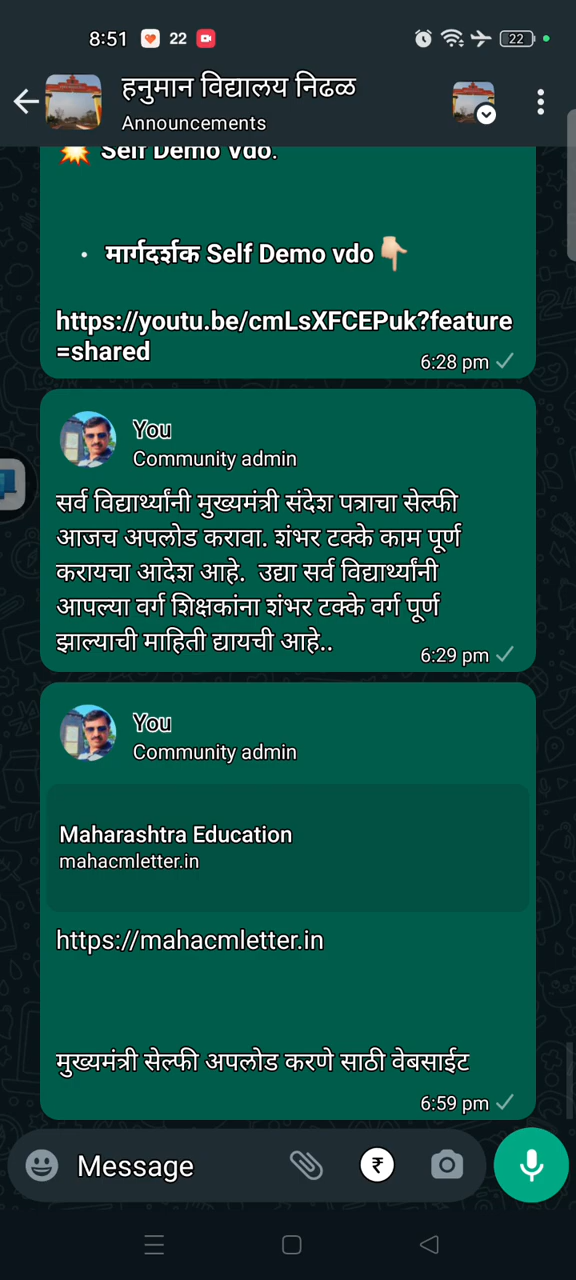 8:51 22 22
हनुमान विद्यालय निढळ
Announcements
Self Demo Vdo.
• मार्गदर्शक Self Demo vdo👇🏻
https://youtu.be/cmLsXFCEPuk?feature
=shared
6:28 pm
You
Community admin
सर्व विद्यार्थ्यांनी मुख्यमंत्री संदेश पत्राचा सेल्फी
आजच अपलोड करावा. शंभर टक्के काम पूर्ण
करायचा आदेश आहे. उद्या सर्व विद्यार्थ्यांनी
आपल्या वर्ग शिक्षकांना शंभर टक्के वर्ग पूर्ण
झाल्याची माहिती द्यायची आहे..
6:29 pm
You
Community admin
Maharashtra Education
mahacmletter.in
https://mahacmletter.in
मुख्यमंत्री सेल्फी अपलोड करणे साठी वेबसाईट
6:59 pm
Message ₹